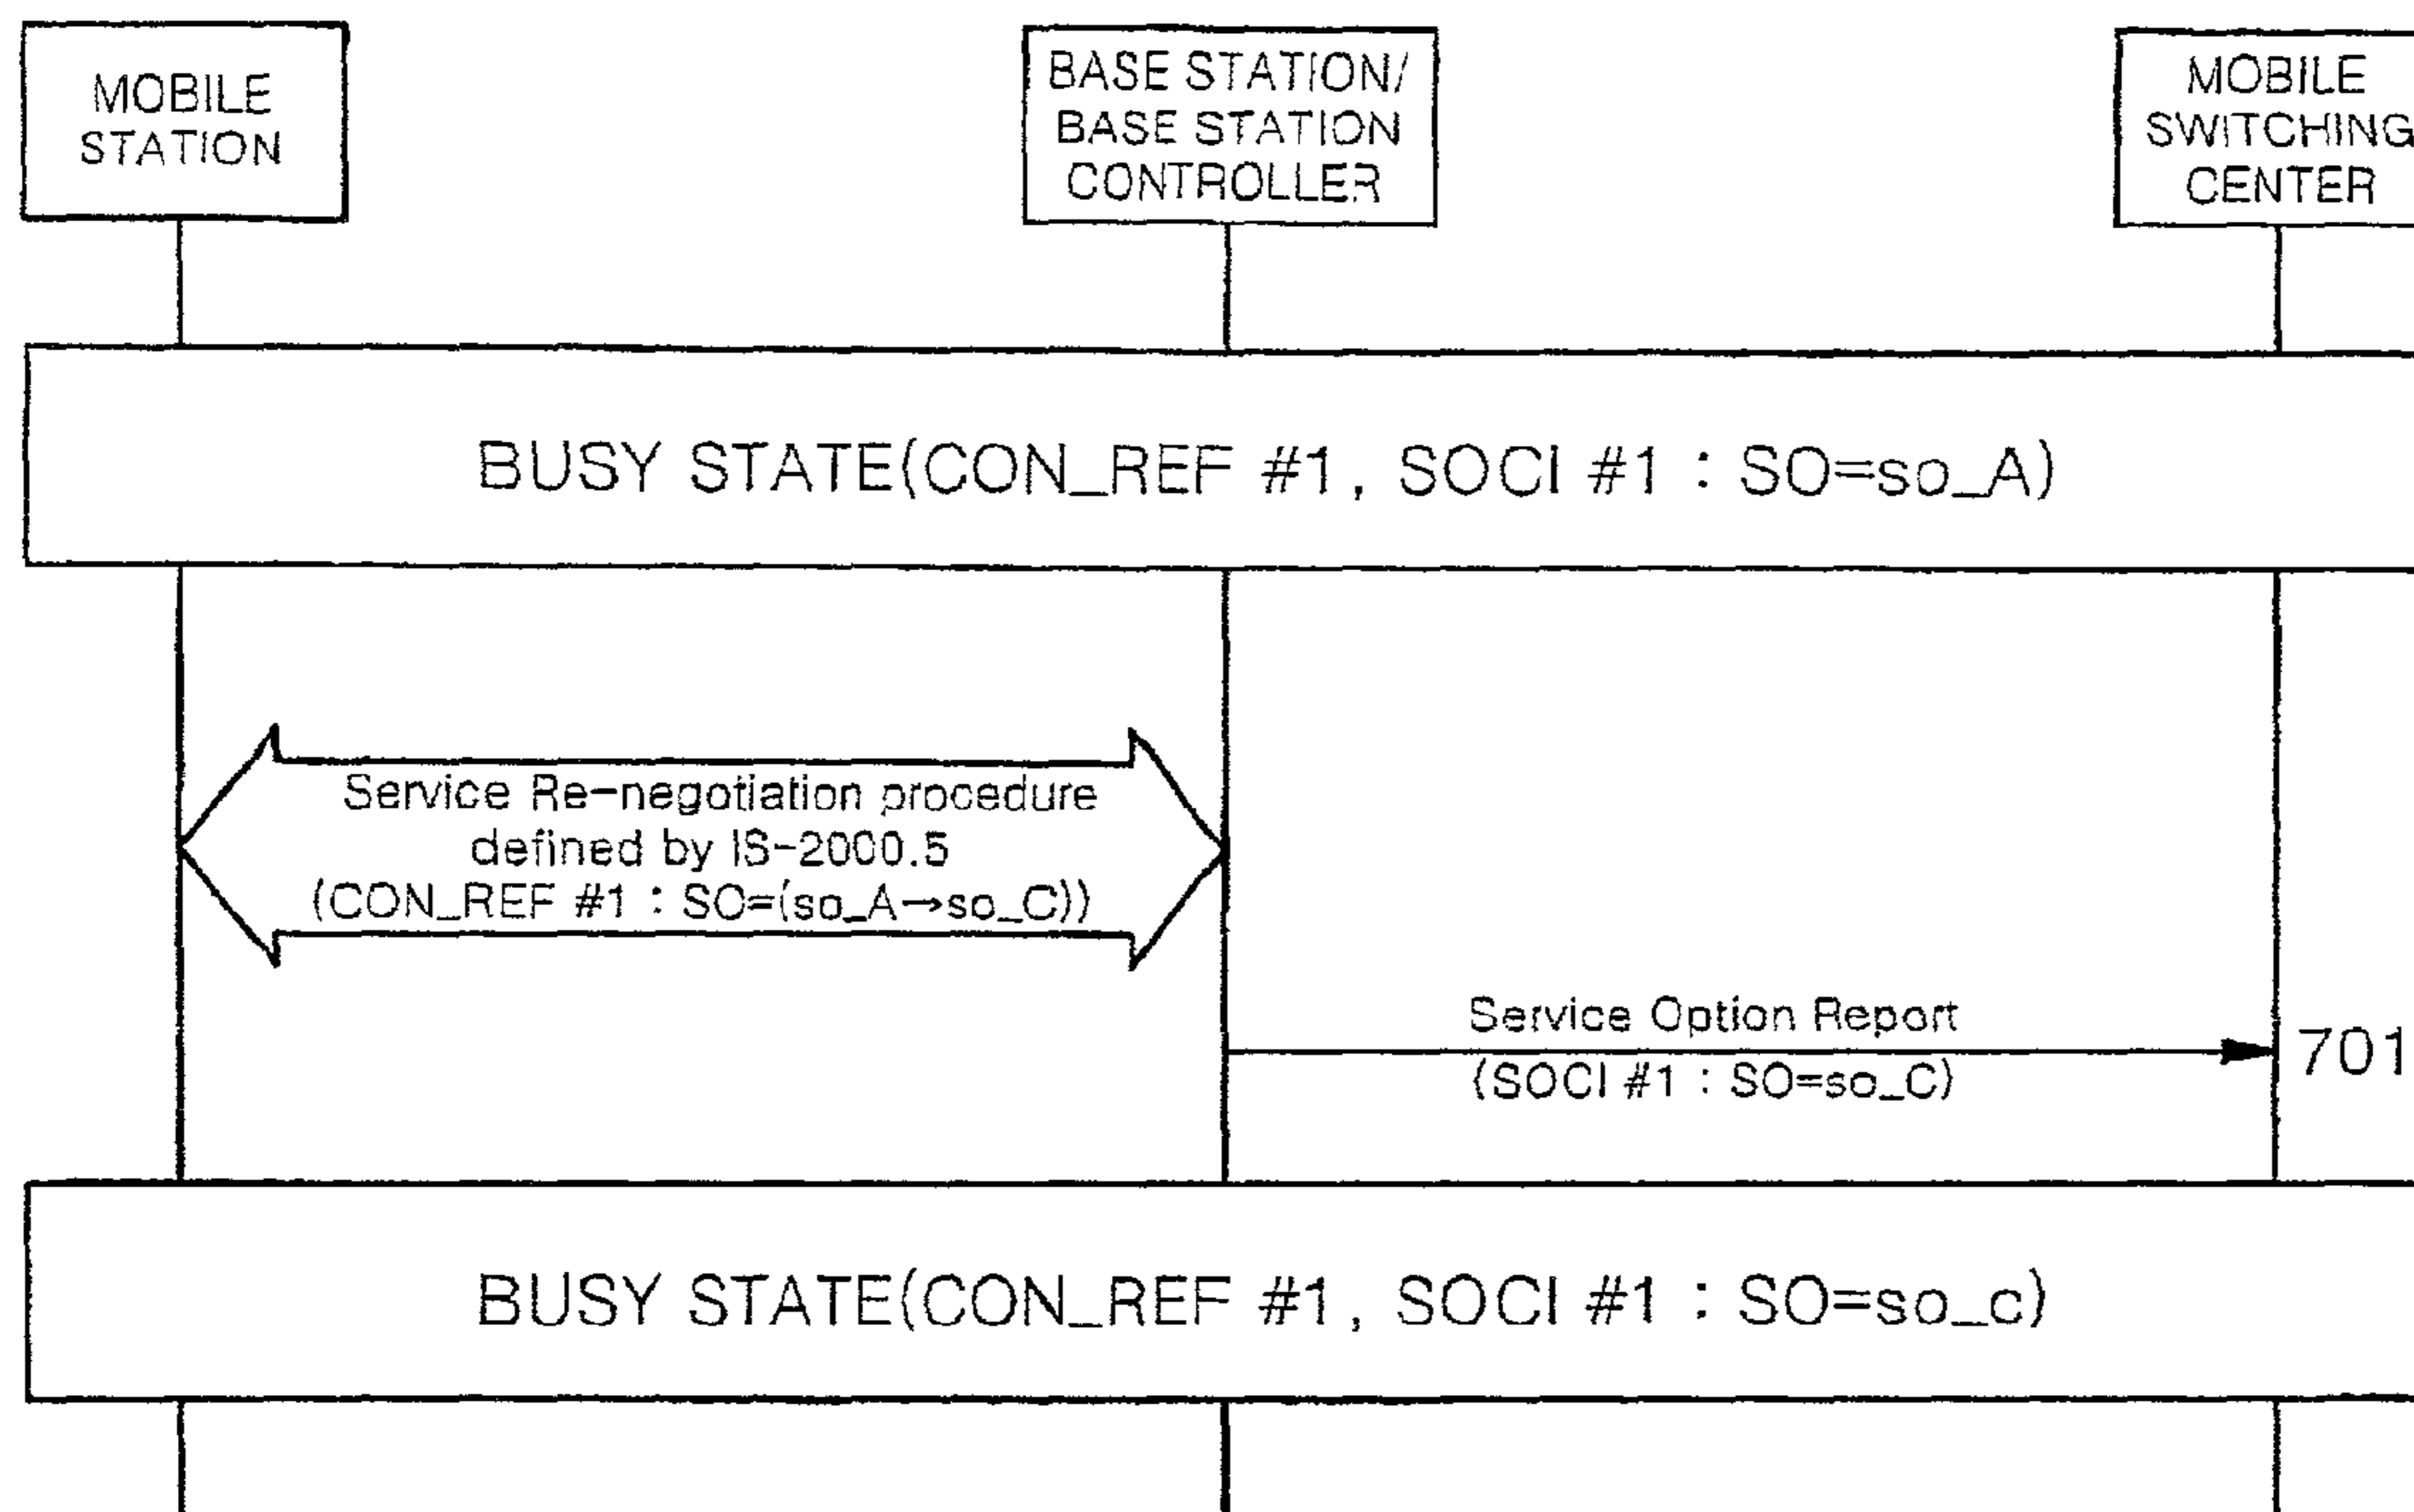 MOBILE
STATION
BASE STATION/
BASE STATION
CONTROLLER
MOBILE
SWITCHING
CENTER
BUSY STATE(CON_REF #1, SOCI #1 : SO=so_A)
Service Re-negotiation procedure
defined by IS-2000.5
(CON_REF #1 : SO=(so_A→so_C))
Service Option Report
(SOCI #1 : SO=so_C)
701
BUSY STATE(CON_REF #1, SOCI #1 : SO=so_c)